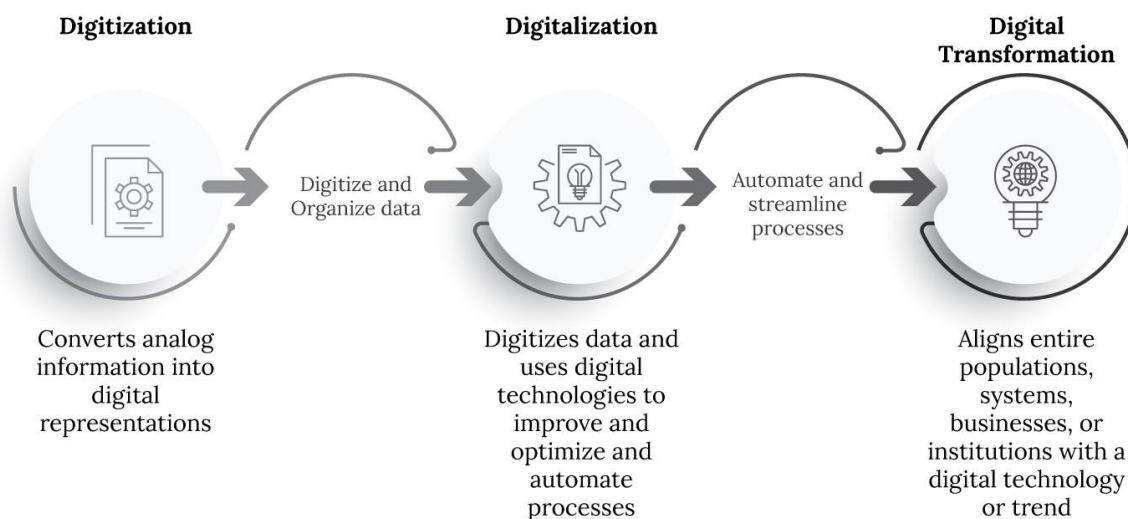 Digitization
Digitalization
Digital
Transformation
Digitize and
Organize data
Automate and
streamline
processes
Converts analog
information into
digital
representations
Digitizes data and
uses digital
technologies to
improve and
optimize and
automate
processes
Aligns entire
populations,
systems,
businesses, or
institutions with a
digital technology
or trend